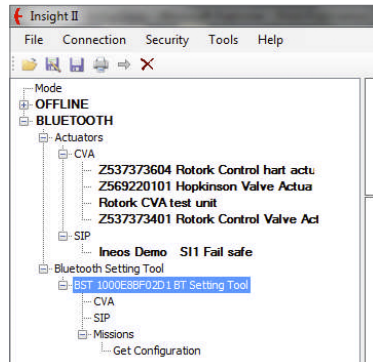 Insight II
File Connection Security Tools Help
Mode
OFFLINE
BLUETOOTH
Actuators
CVA
Z537373604 Rotork Control hart actu
Z569220101 Hopkinson Valve Actua
Rotork CVA test unit
Z537373401 Rotork Control Valve Act
SIP
Ineos Demo SI1 Fail safe
Bluetooth Setting Tool
BST 1000E8BF02D1 BT Setting Tool
CVA
SIP
Missions
Get Configuration